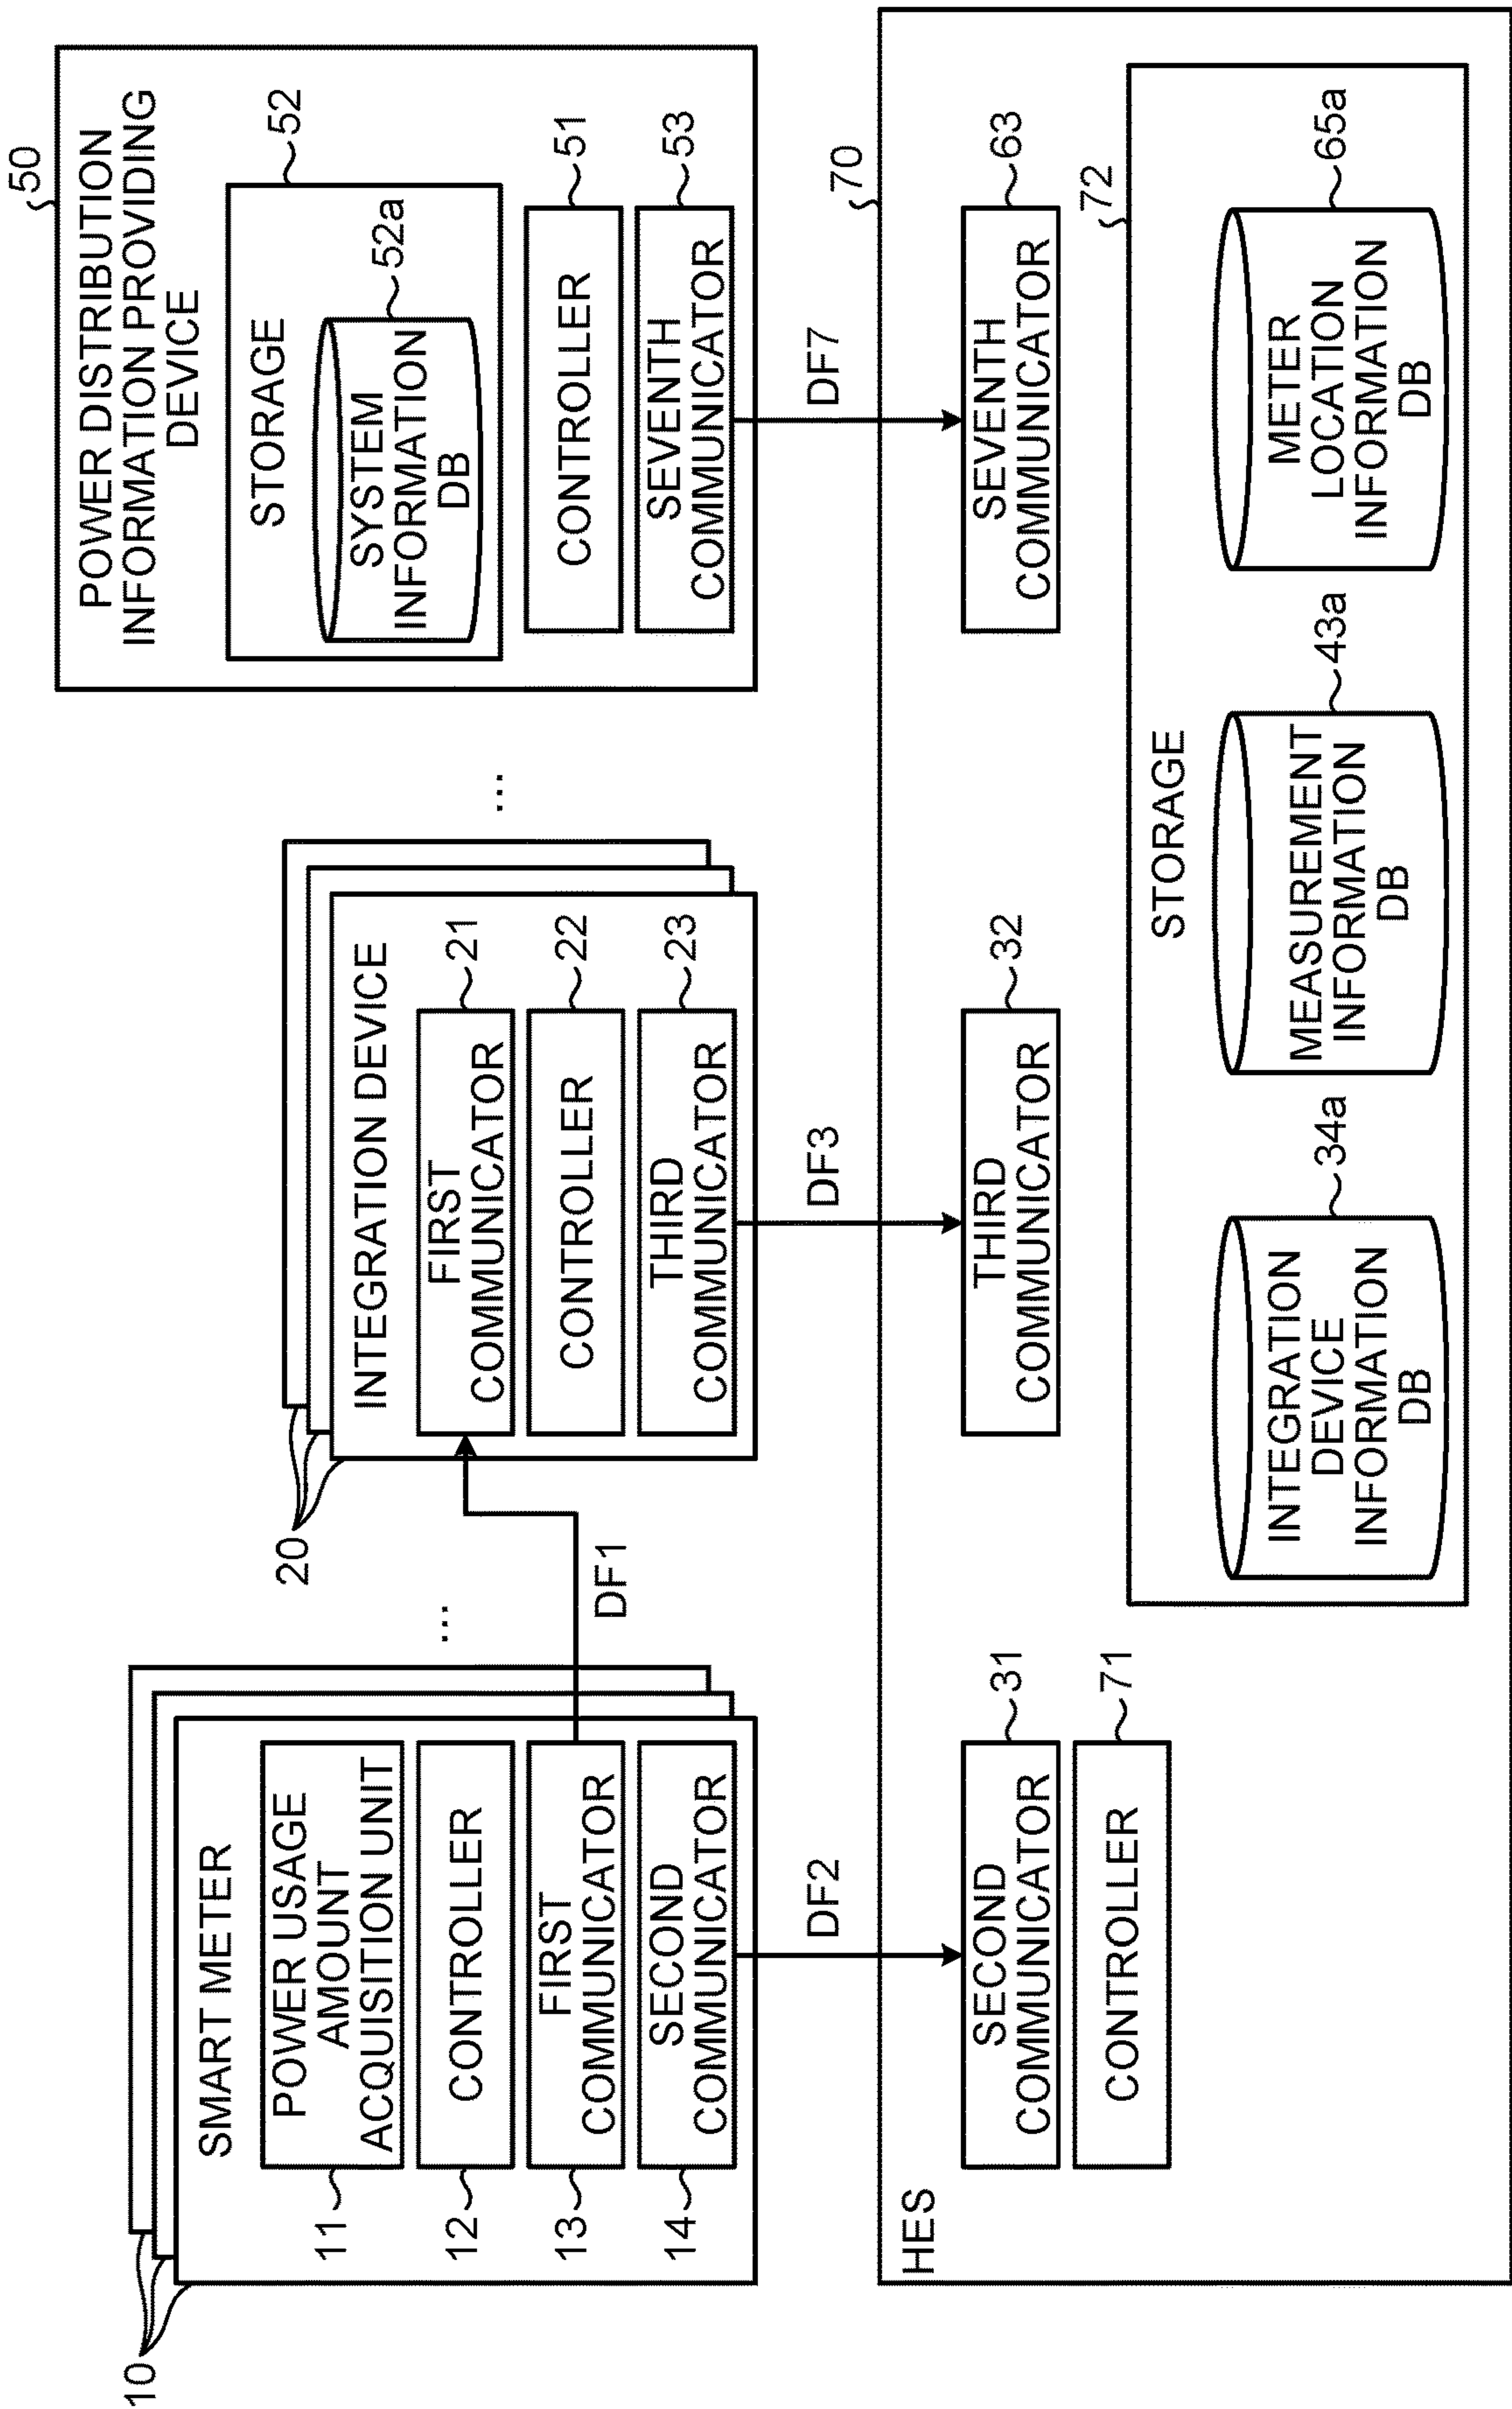 10
SMART METER
POWER USAGE
AMOUNT
ACQUISITION UNIT
11
CONTROLLER
12
FIRST
COMMUNICATOR
13
SECOND
COMMUNICATOR
14
...
DF1
DF2
20
INTEGRATION DEVICE
FIRST
COMMUNICATOR
21
CONTROLLER
22
THIRD
COMMUNICATOR
23
...
DF3
50
POWER DISTRIBUTION
INFORMATION PROVIDING
DEVICE
STORAGE
52
SYSTEM
INFORMATION
DB
52a
CONTROLLER
51
SEVENTH
COMMUNICATOR
53
DF7
70
HES
SECOND
COMMUNICATOR
31
CONTROLLER
71
THIRD
COMMUNICATOR
32
SEVENTH
COMMUNICATOR
63
72
STORAGE
INTEGRATION
DEVICE
INFORMATION
DB
34a
MEASUREMENT
INFORMATION
DB
43a
METER
LOCATION
INFORMATION
DB
65a